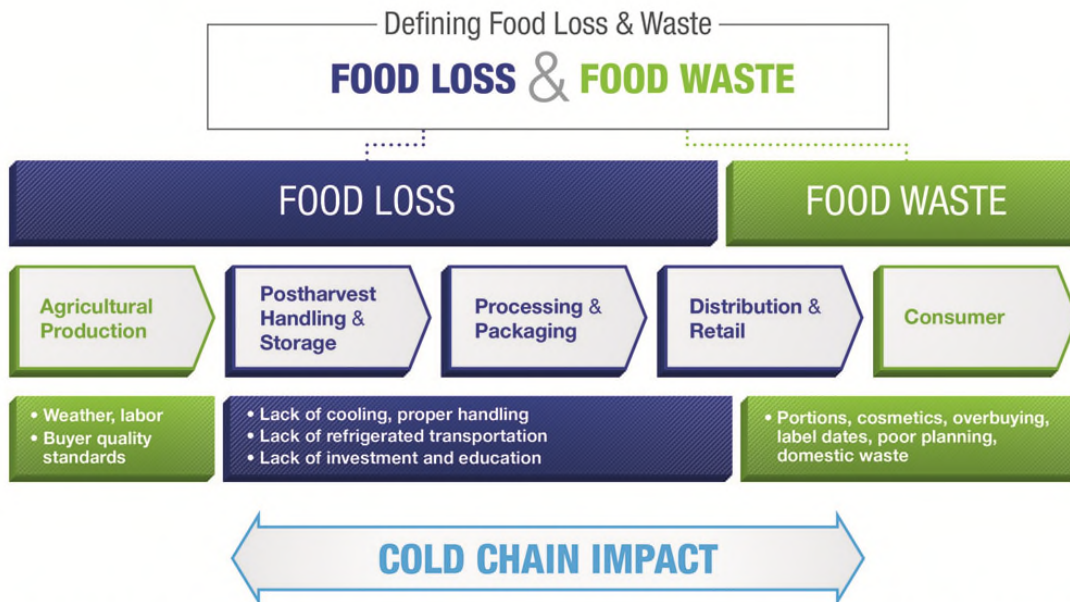 Defining Food Loss & Waste
FOOD LOSS & FOOD WASTE
FOOD LOSS
FOOD WASTE
Agricultural
Production
Postharvest
Handling &
Storage
Processing &
Packaging
Distribution &
Retail
Consumer
• Weather, labor
• Buyer quality
standards
• Lack of cooling, proper handling
• Lack of refrigerated transportation
• Lack of investment and education
• Portions, cosmetics, overbuying,
label dates, poor planning,
domestic waste
COLD CHAIN IMPACT